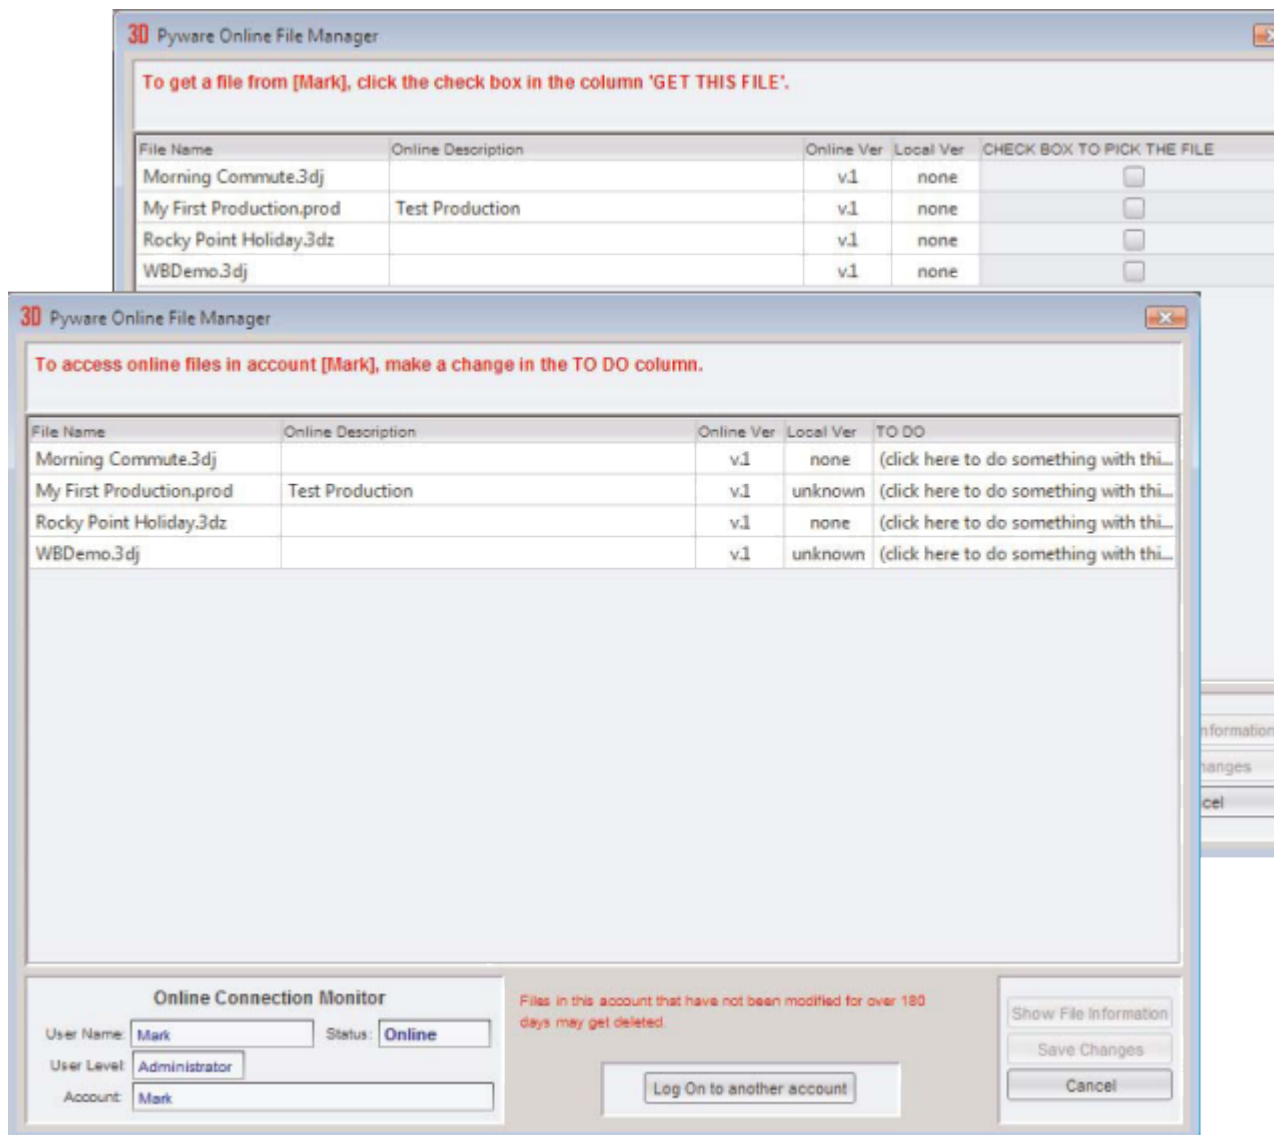 3D Pyware Online File Manager
To get a file from [Mark], click the check box in the column 'GET THIS FILE'.
File Name Online Description Online Ver Local Ver CHECK BOX TO PICK THE FILE
Morning Commute.3dj v.1 none
My First Production.prod Test Production v.1 none
Rocky Point Holiday.3dz v.1 none
WBDemo.3dj v.1 none
3D Pyware Online File Manager
To access online files in account [Mark], make a change in the TO DO column.
File Name Online Description Online Ver Local Ver TO DO
Morning Commute.3dj v.1 none (click here to do something with thi...
My First Production.prod Test Production v.1 unknown (click here to do something with thi...
Rocky Point Holiday.3dz v.1 none (click here to do something with thi...
WBDemo.3dj v.1 unknown (click here to do something with thi...
nformation
hanges
cel
Online Connection Monitor
User Name: Mark Status: Online
User Level: Administrator
Account: Mark
Files in this account that have not been modified for over 180
days may get deleted.
Log On to another account
Show File Information
Save Changes
Cancel